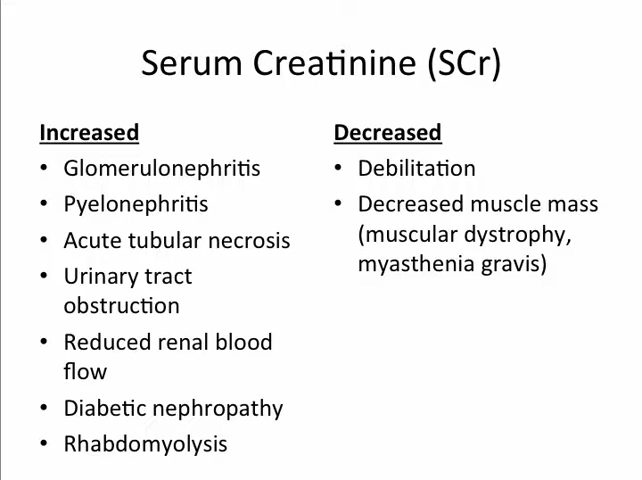 Serum Creatinine (SCr)
Increased
• Glomerulonephritis
• Pyelonephritis
• Acute tubular necrosis
• Urinary tract
obstruction
• Reduced renal blood
flow
• Diabetic nephropathy
• Rhabdomyolysis
Decreased
• Debilitation
• Decreased muscle mass
(muscular dystrophy,
myasthenia gravis)